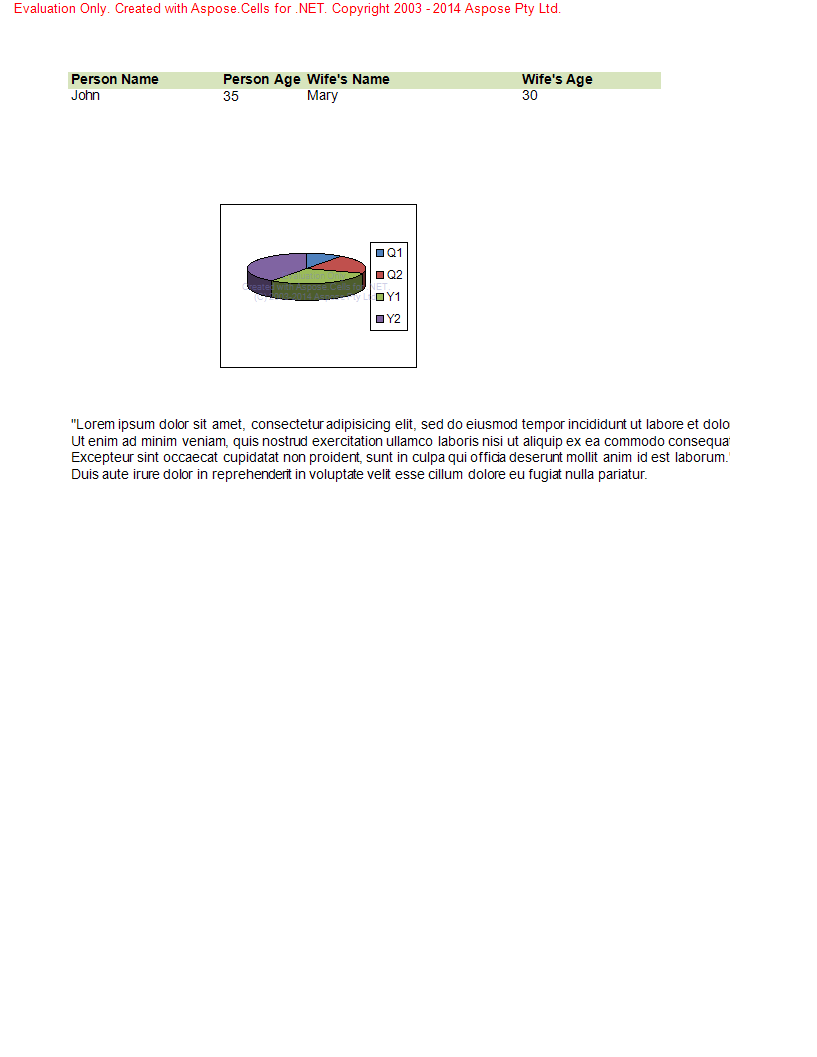 Evaluation Only. Created with Aspose.Cells for .NET. Copyright 2003 - 2014 Aspose Pty Ltd.
Person Name Person Age Wife's Name Wife's Age
John 35 Mary 30
Q1
Q2
Y1
Y2
"Lorem ipsum dolor sit amet, consectetur adipisicing elit, sed do eiusmod tempor incididunt ut labore et dolo
Ut enim ad minim veniam, quis nostrud exercitation ullamco laboris nisi ut aliquip ex ea commodo consequa
Excepteur sint occaecat cupidatat non proident, sunt in culpa qui officia deserunt mollit anim id est laborum.
Duis aute irure dolor in reprehenderit in voluptate velit esse cillum dolore eu fugiat nulla pariatur.